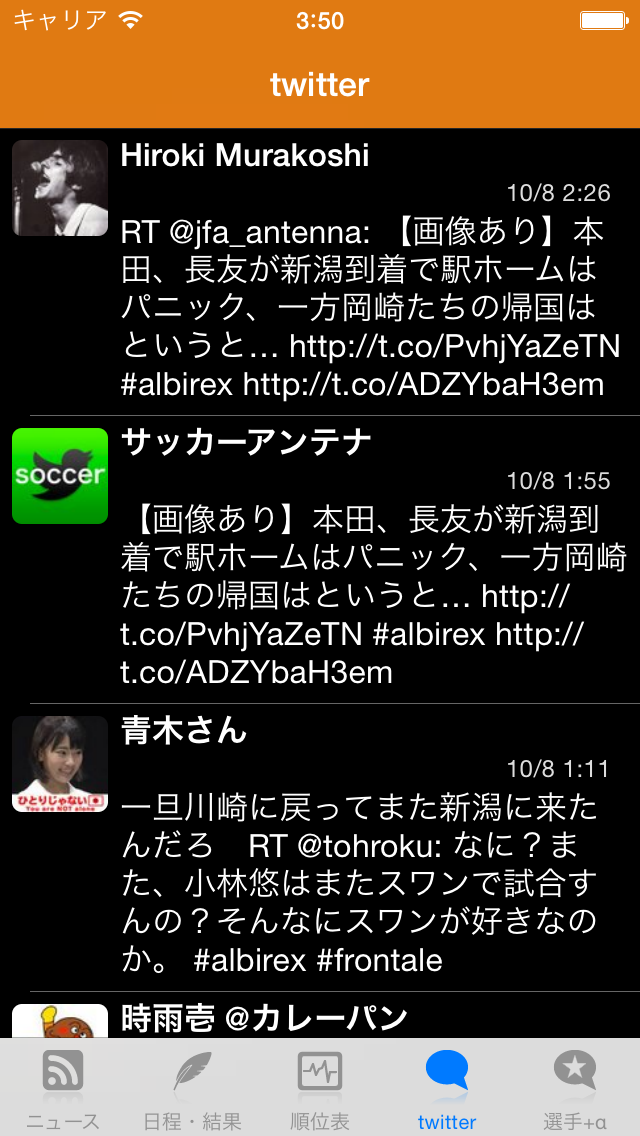 キャリア 3:50
twitter
Hiroki Murakoshi
10/8 2:26
RT @jfa_antenna: 【画像あり】本
田、長友が新潟到着で駅ホームは
パニック、一方岡崎たちの帰国は
というと… http://t.co/PvhjYaZeTN
#albirex http://t.co/ADZYbaH3em
soccer
サッカーアンテナ
10/8 1:55
【画像あり】本田、長友が新潟到
着で駅ホームはパニック、一方岡崎
たちの帰国はというと… http://
t.co/PvhjYaZeTN #albirex http://
t.co/ADZYbaH3em
青木さん
10/8 1:11
ひとりじゃない
You are NOT alone
一旦川崎に戻ってまた新潟に来た
んだろ　RT @tohroku: なに？ま
た、小林悠はまたスワンで試合す
んの？そんなにスワンが好きなの
か。 #albirex #frontale
時雨壱 @カレーパン
ニュース 日程・結果 順位表 twitter 選手+α